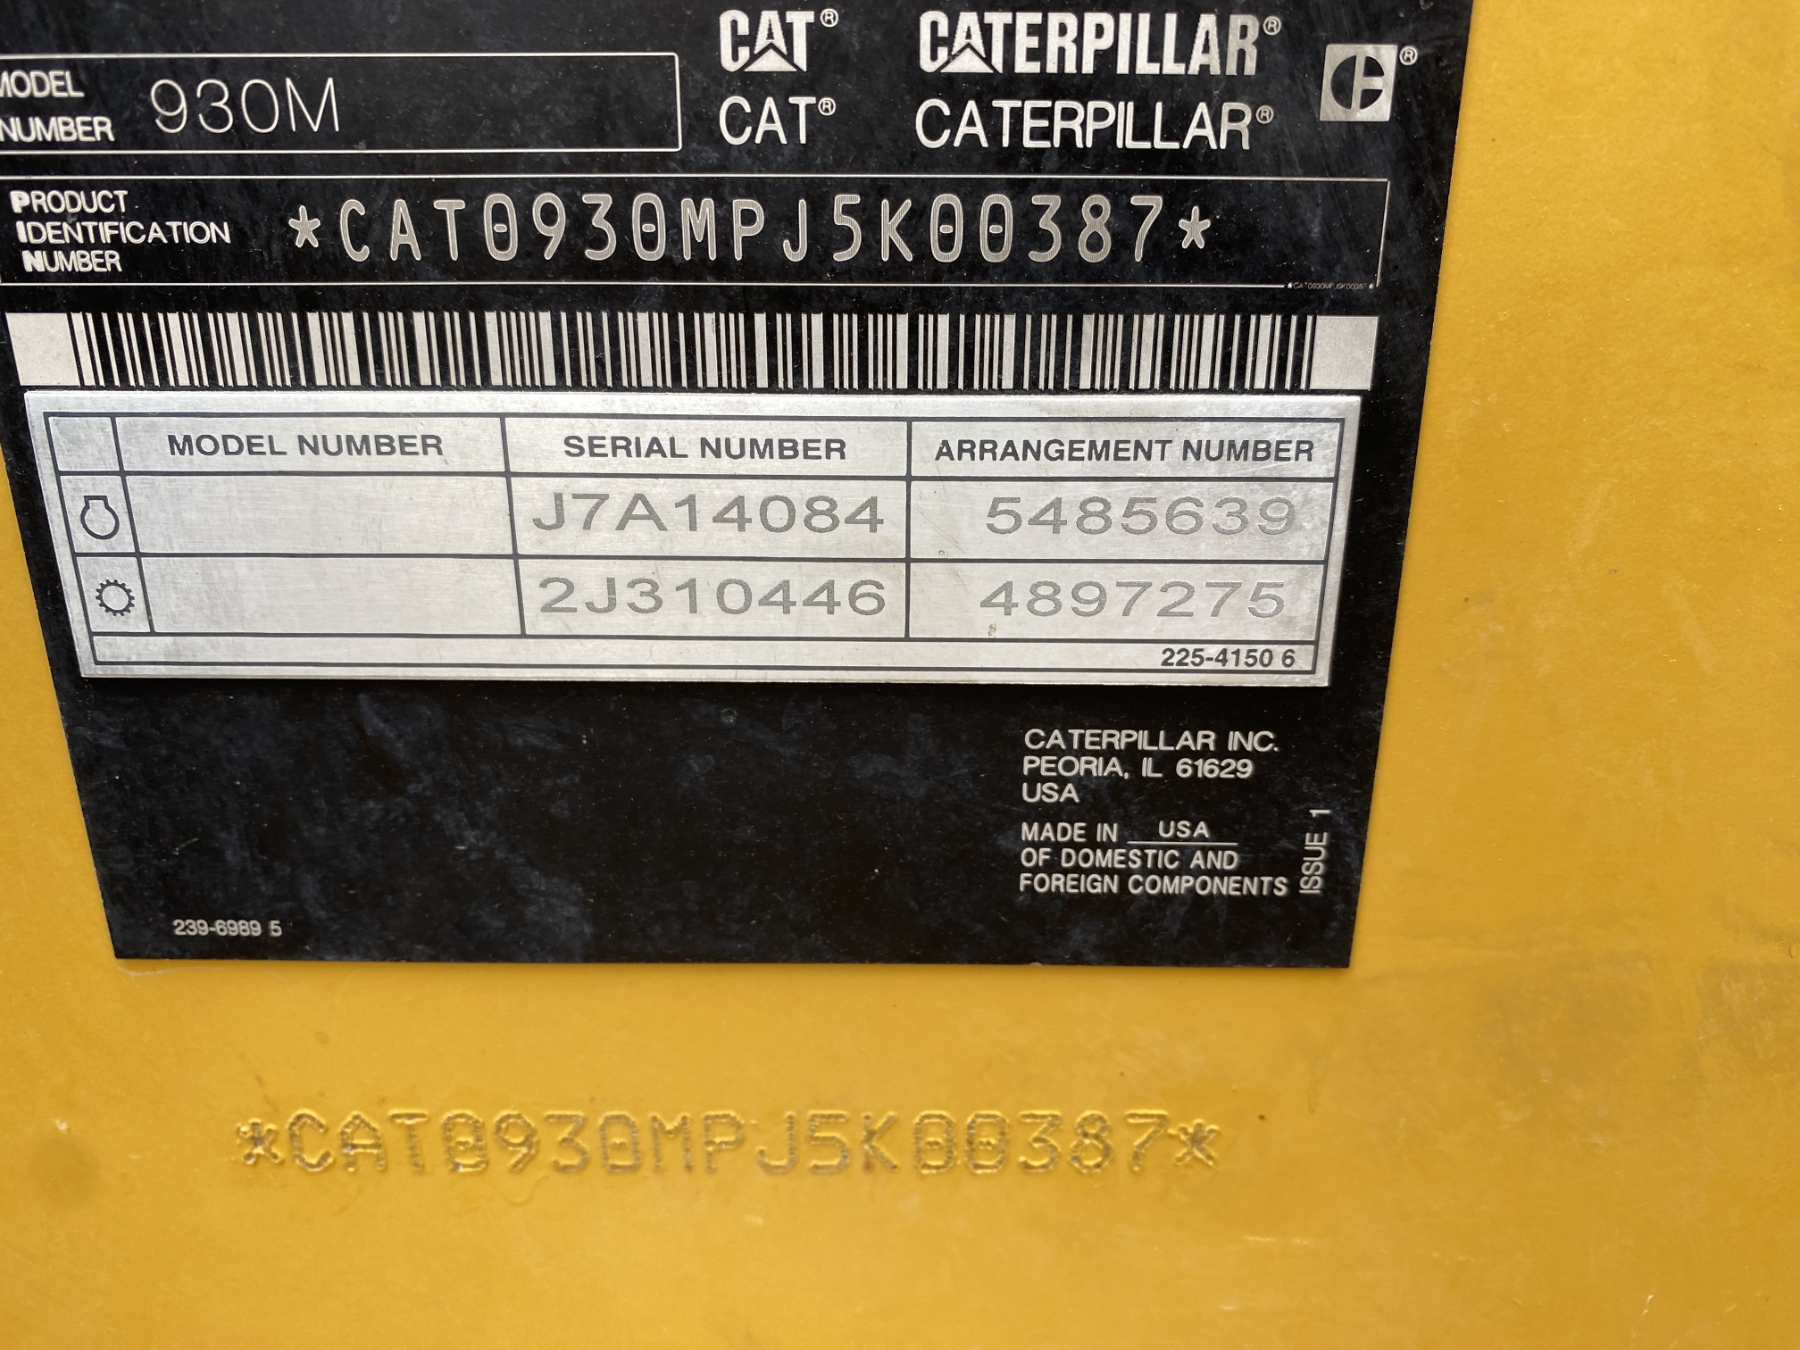 CAT® CATERPILLAR® ®
MODEL
NUMBER 930M
CAT® CATERPILLAR®
PRODUCT
IDENTIFICATION
NUMBER
*CAT0930MPJ5K00387*
*CAT0930MPJ5K00387*
MODEL NUMBER SERIAL NUMBER ARRANGEMENT NUMBER
J7A14084 5485639
2J310446 4897275
225-4150 6
CATERPILLAR INC.
PEORIA, IL 61629
USA
MADE IN USA
OF DOMESTIC AND
FOREIGN COMPONENTS
ISSUE 1
239-6989 5
*CAT0930MPJ5K00387*